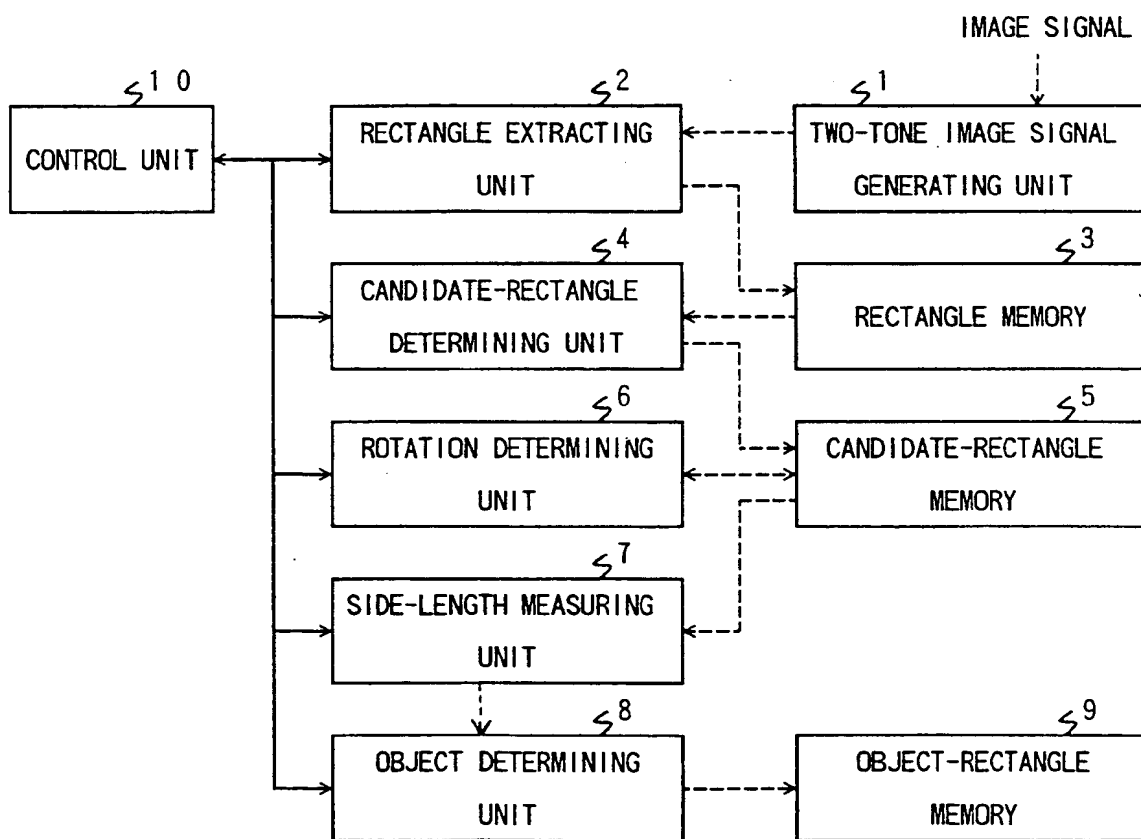 IMAGE SIGNAL
10
2
1
CONTROL UNIT
RECTANGLE EXTRACTING
UNIT
TWO-TONE IMAGE SIGNAL
GENERATING UNIT
4
3
CANDIDATE-RECTANGLE
DETERMINING UNIT
RECTANGLE MEMORY
6
5
ROTATION DETERMINING
UNIT
CANDIDATE-RECTANGLE
MEMORY
7
SIDE-LENGTH MEASURING
UNIT
8
9
OBJECT DETERMINING
UNIT
OBJECT-RECTANGLE
MEMORY